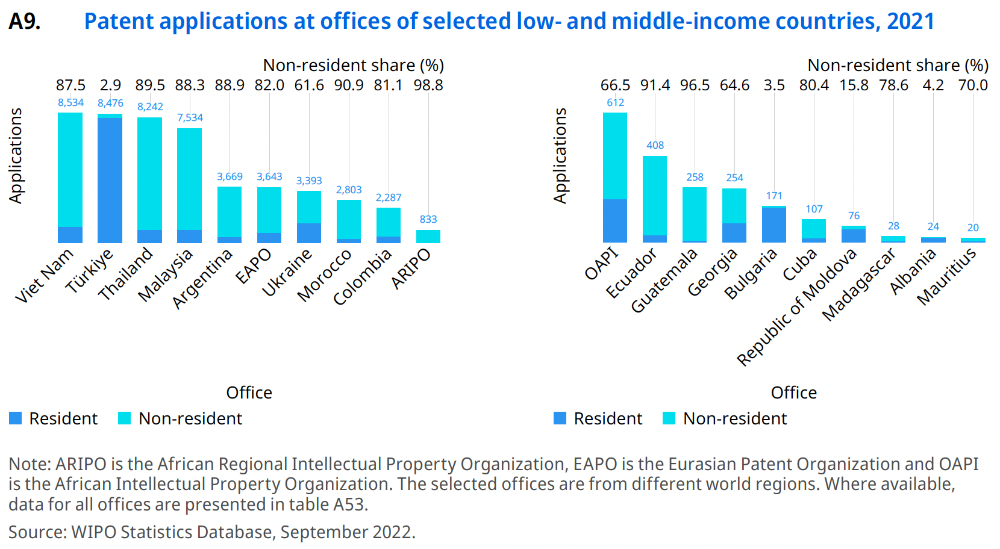 A9. Patent applications at offices of selected low- and middle-income countries, 2021
Non-resident share (%)
87.5 2.9 89.5 88.3 88.9 82.0 61.6 90.9 81.1 98.8
8,534 8,476 8,242 7,534 3,669 3,643 3,393 2,803 2,287 833
Applications
Viet Nam
Türkiye
Thailand
Malaysia
Argentina
EAPO
Ukraine
Morocco
Colombia
ARIPO
Office
Resident Non-resident
Non-resident share (%)
66.5 91.4 96.5 64.6 3.5 80.4 15.8 78.6 4.2 70.0
612 408 258 254 171 107 76 28 24 20
Applications
OAPI
Ecuador
Guatemala
Georgia
Bulgaria
Cuba
Republic of Moldova
Madagascar
Albania
Mauritius
Office
Resident Non-resident
Note: ARIPO is the African Regional Intellectual Property Organization, EAPO is the Eurasian Patent Organization and OAPI
is the African Intellectual Property Organization. The selected offices are from different world regions. Where available,
data for all offices are presented in table A53.
Source: WIPO Statistics Database, September 2022.